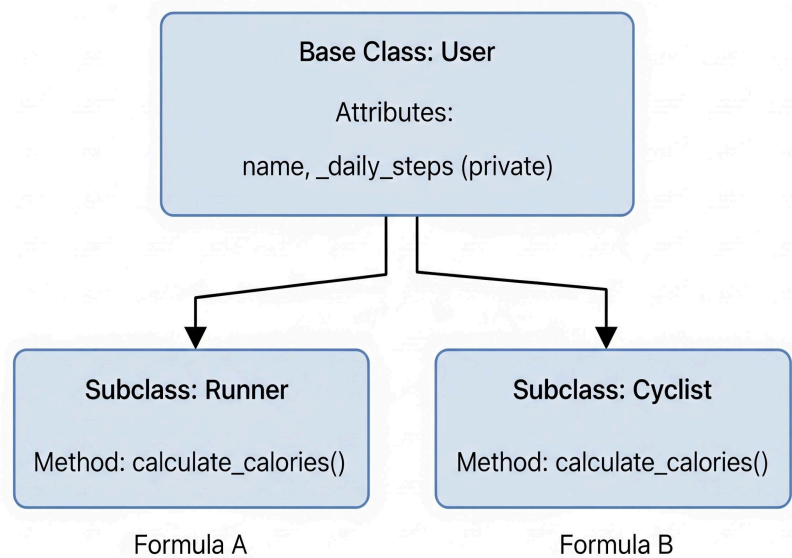 Base Class: User
Attributes:
name, _daily_steps (private)
Subclass: Runner
Method: calculate_calories()
Formula A
Subclass: Cyclist
Method: calculate_calories()
Formula B